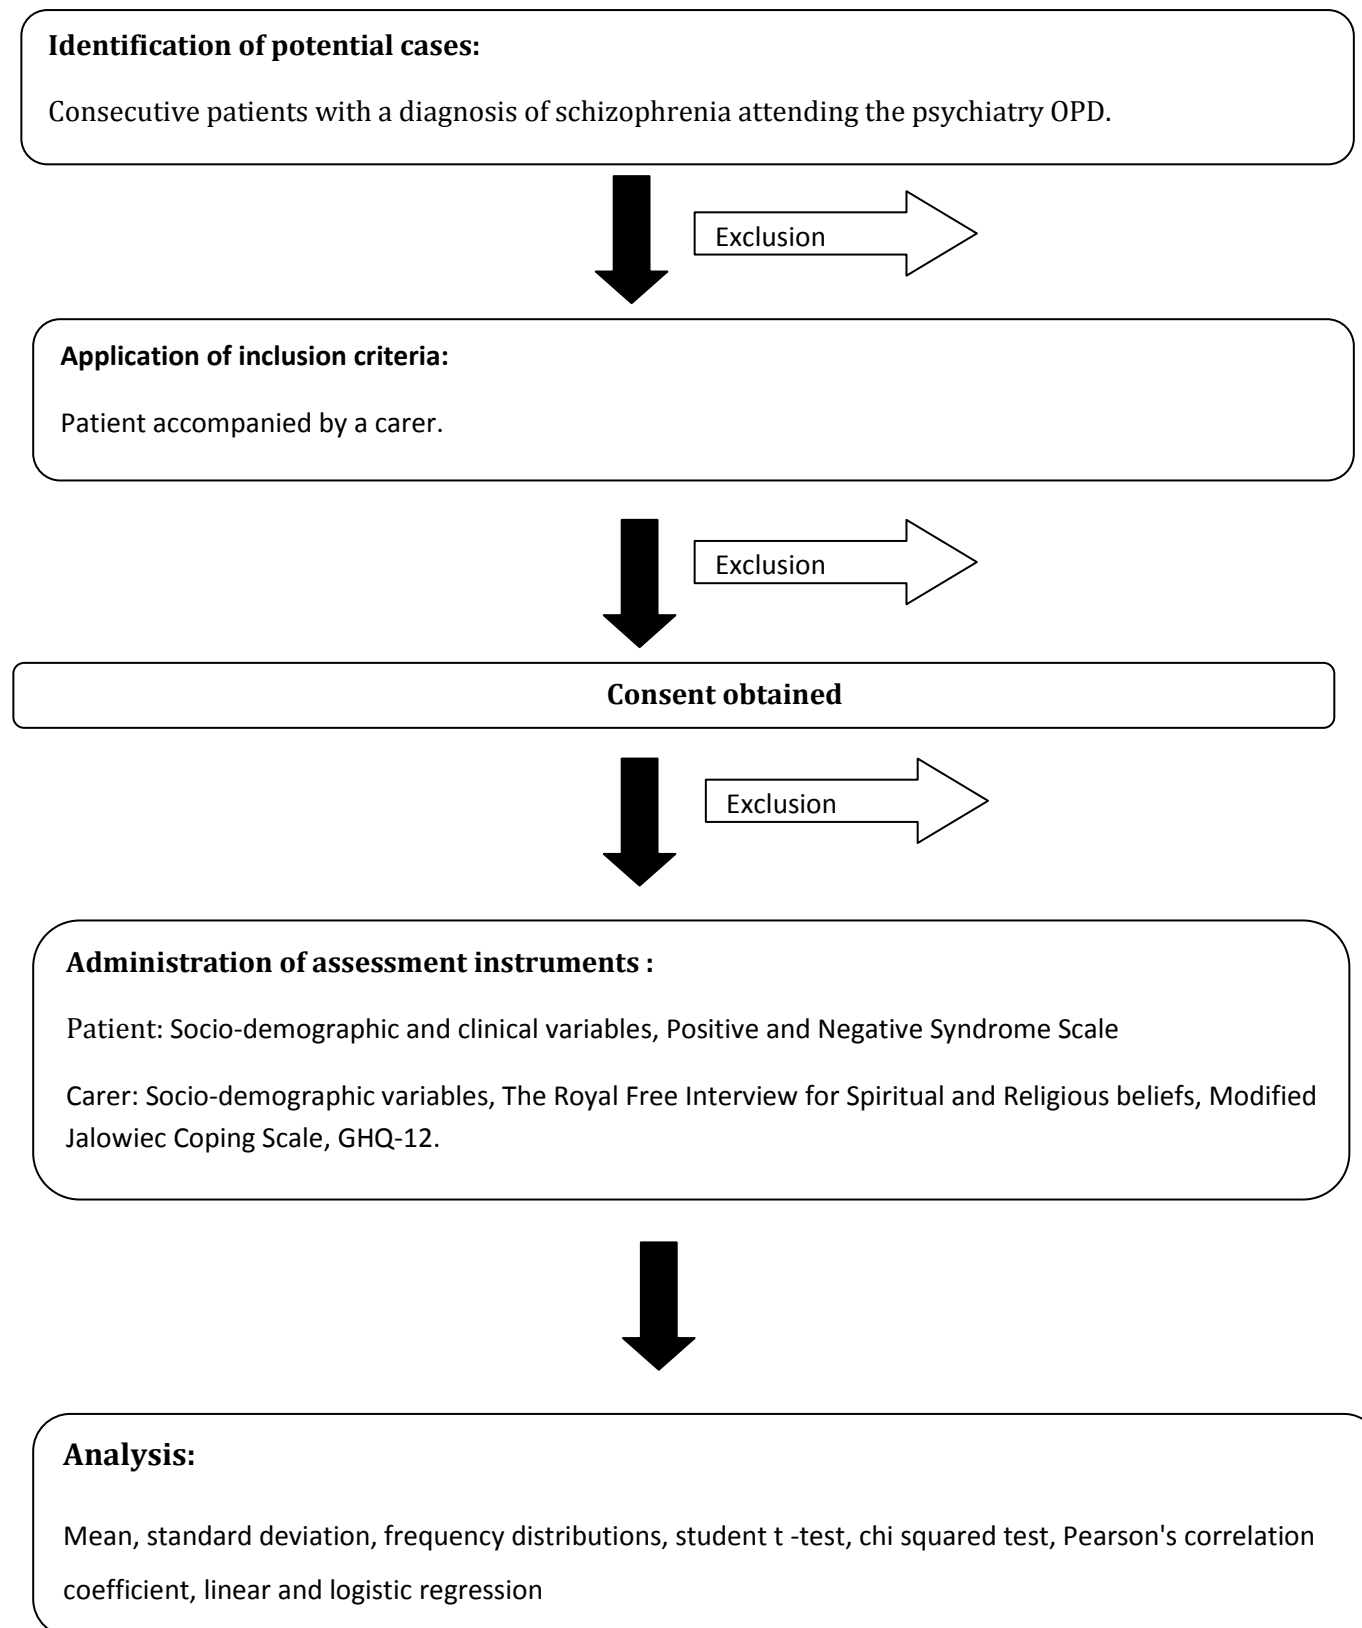 Identification of potential cases:
Consecutive patients with a diagnosis of schizophrenia attending the psychiatry OPD.
Exclusion
Application of inclusion criteria:
Patient accompanied by a carer.
Exclusion
Consent obtained
Exclusion
Administration of assessment instruments :
Patient: Socio-demographic and clinical variables, Positive and Negative Syndrome Scale
Carer: Socio-demographic variables, The Royal Free Interview for Spiritual and Religious beliefs, Modified
Jalowiec Coping Scale, GHQ-12.
Analysis:
Mean, standard deviation, frequency distributions, student t -test, chi squared test, Pearson's correlation
coefficient, linear and logistic regression